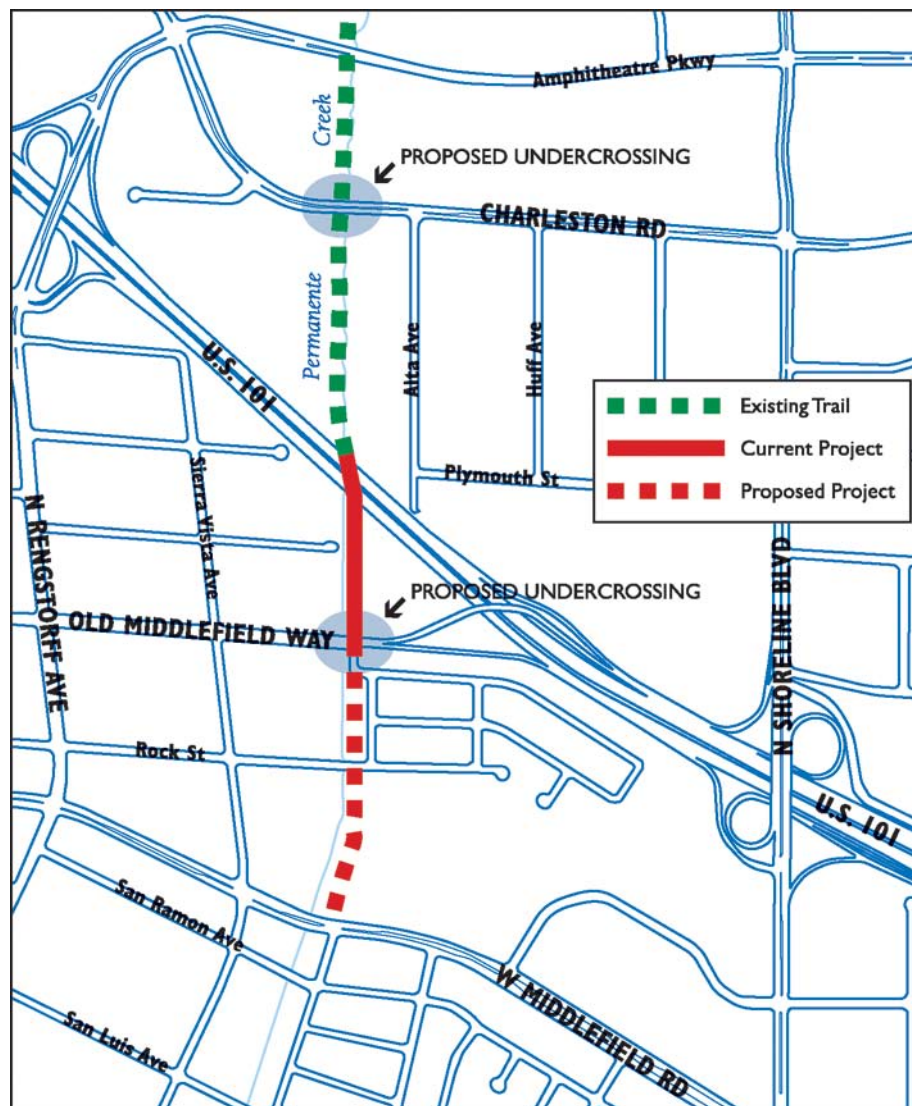 Amphitheatre Pkwy
Creek
PROPOSED UNDERCROSSING
CHARLESTON RD
Permanente
Alta Ave
Huff Ave
U.S. 101
Existing Trail
Current Project
Proposed Project
Plymouth St
Sierra Vista Ave
N RENGSTORFF AVE
PROPOSED UNDERCROSSING
OLD MIDDLEFIELD WAY
N SHORELINE BLVD
Rock St
U.S. 101
San Ramon Ave
W MIDDLEFIELD RD
San Luis Ave